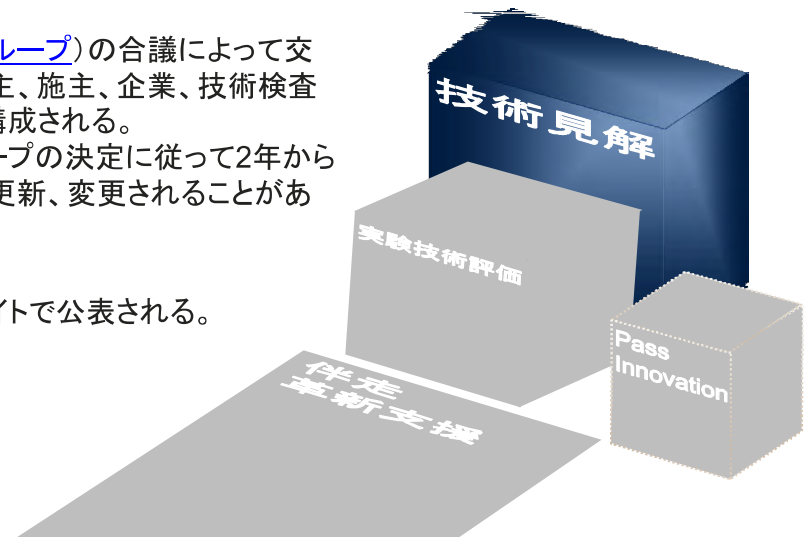 ループ）の合議によって交
主、施主、企業、技術検査
構成される。
ープの決定に従って2年から
更新、変更されることがあ
イトで公表される。
技術見解
実験技術評価
Pass
Innovation
伴走
革新支援